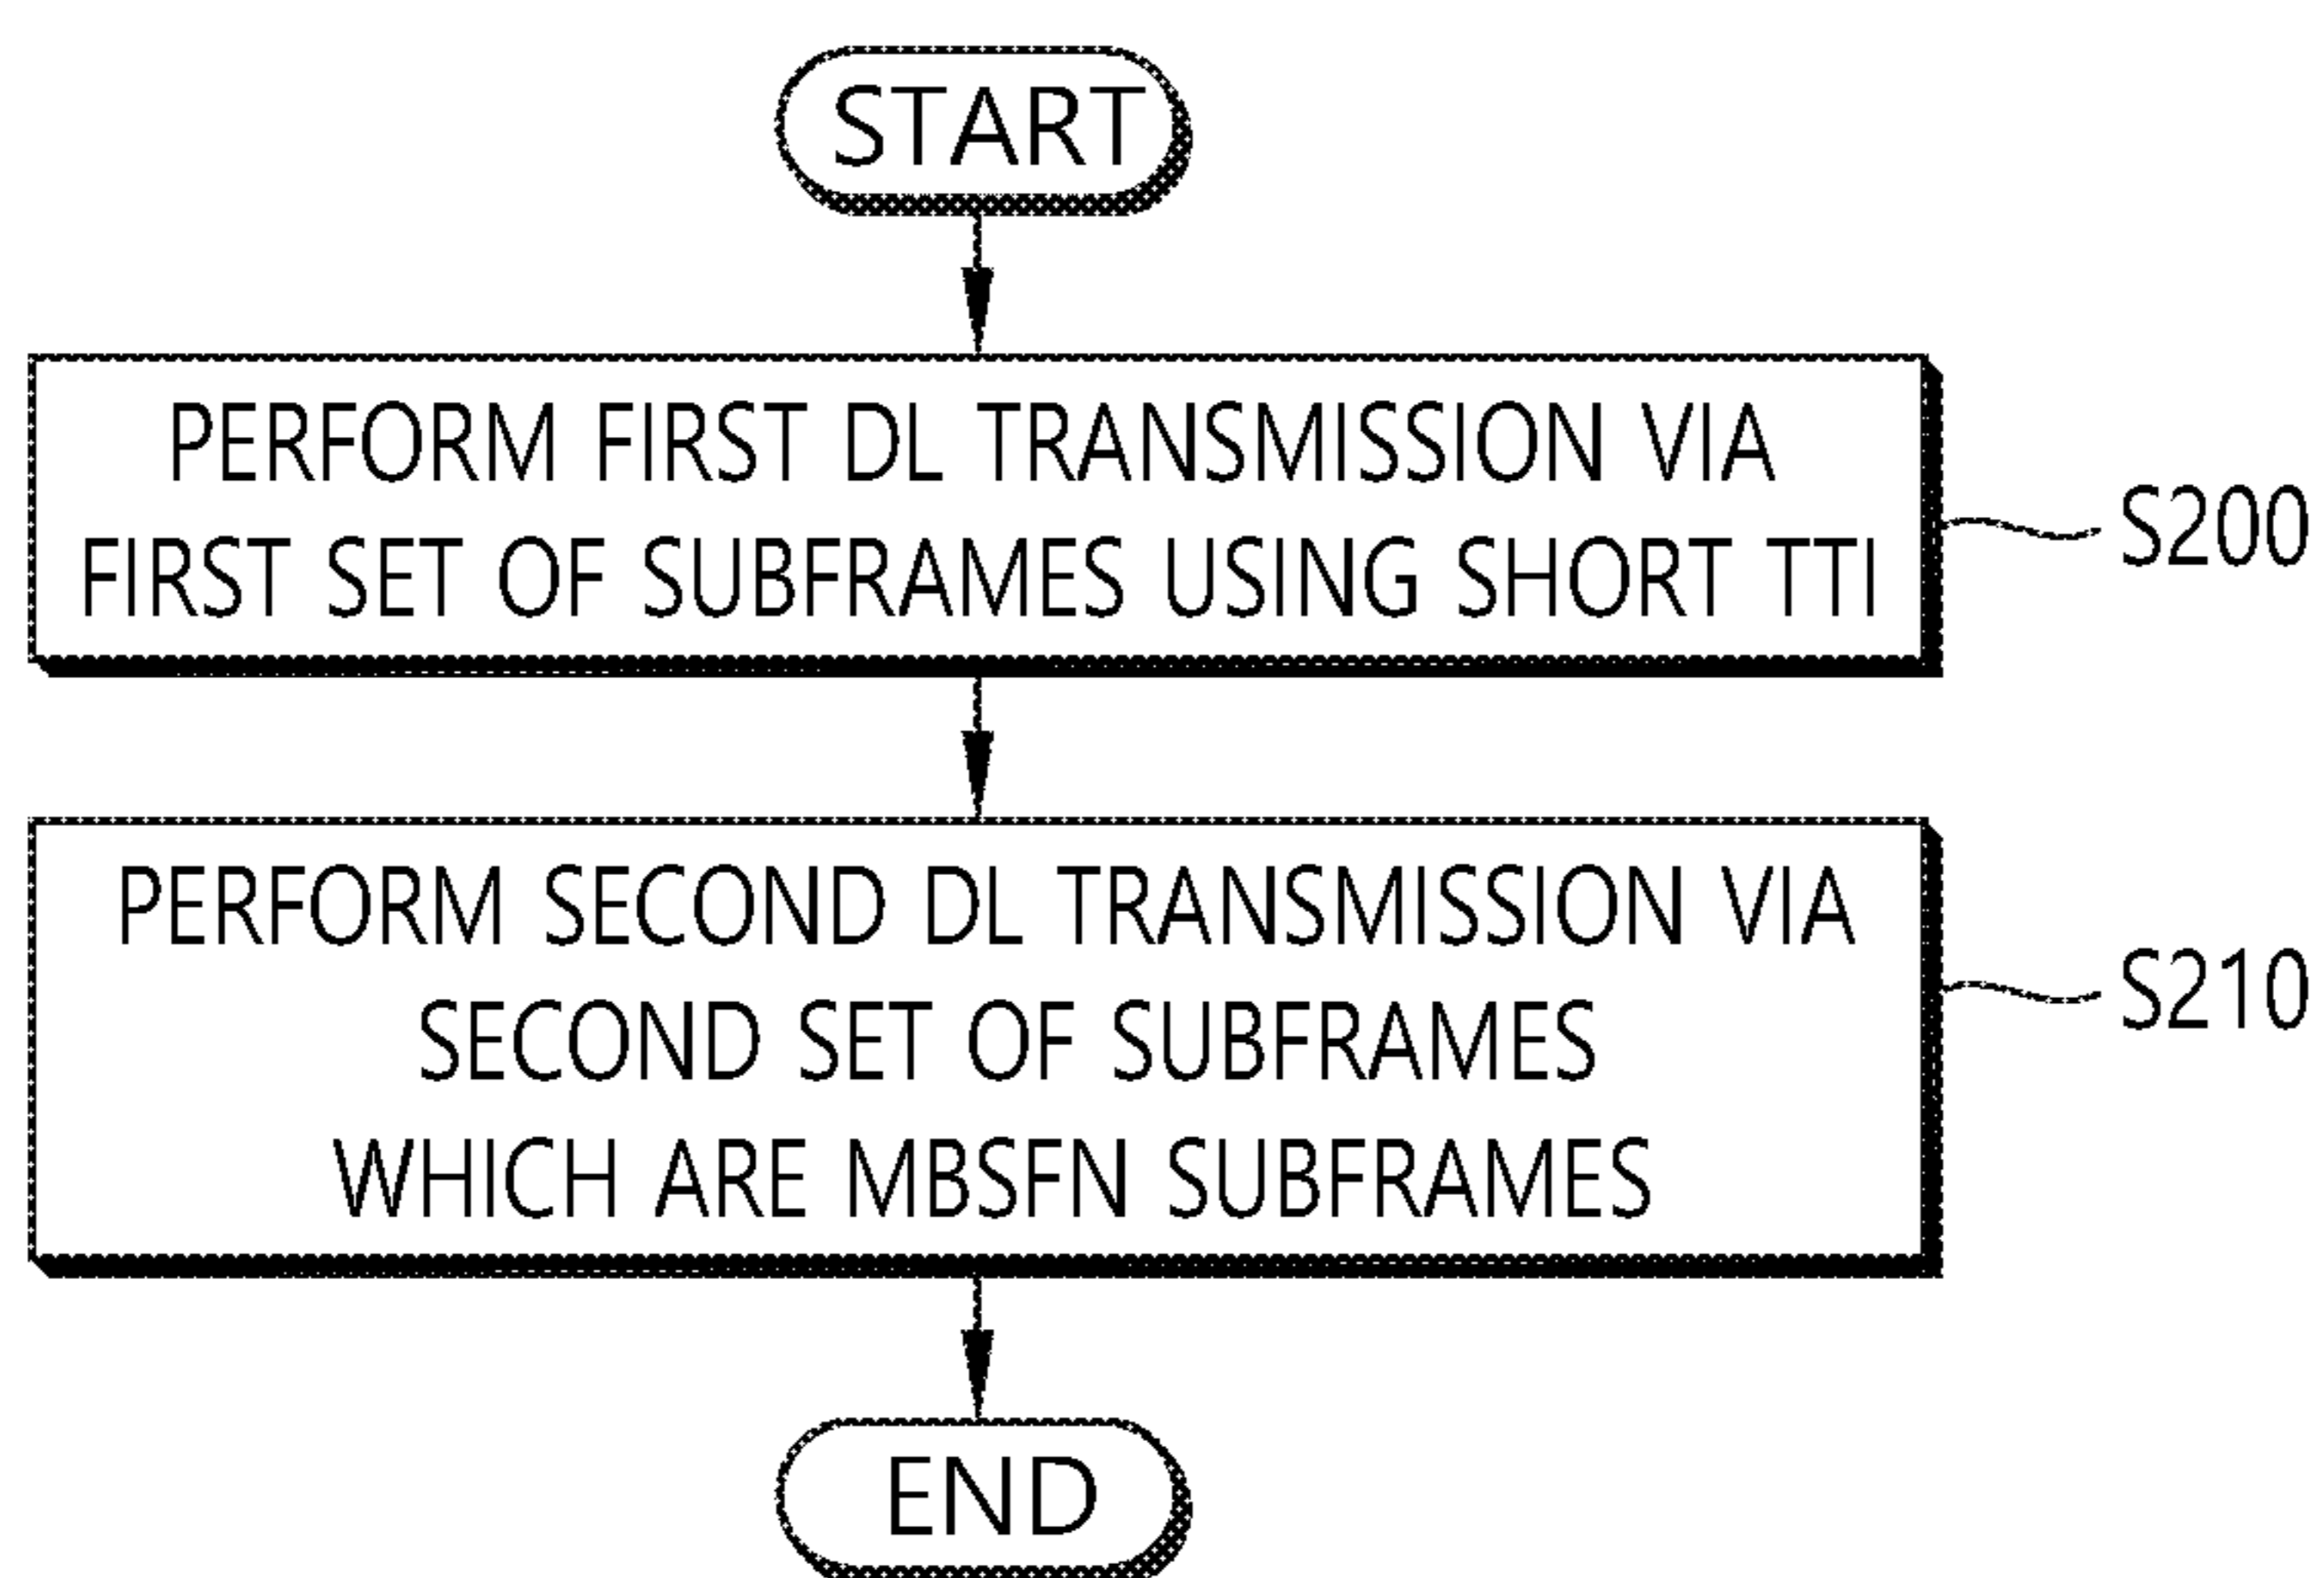 START
PERFORM FIRST DL TRANSMISSION VIA
FIRST SET OF SUBFRAMES USING SHORT TTI
S200
PERFORM SECOND DL TRANSMISSION VIA
SECOND SET OF SUBFRAMES
WHICH ARE MBSFN SUBFRAMES
S210
END